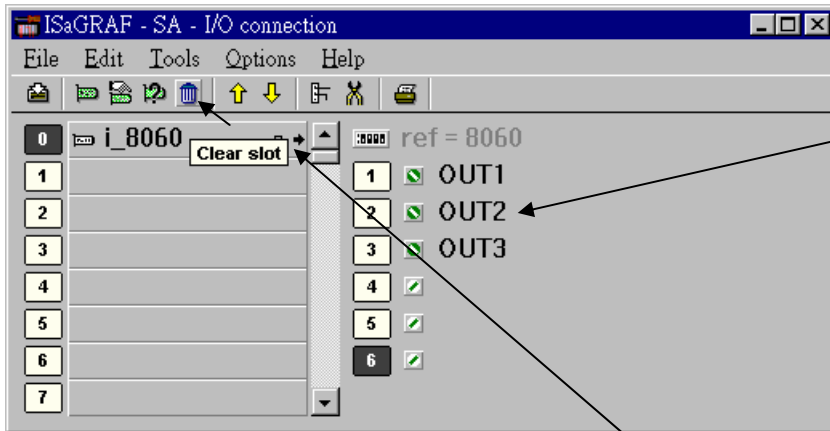 ISaGRAF - SA - I/O connection
File Edit Tools Options Help
0 i_8060
Clear slot
1
2
3
4
5
6
7
ref = 8060
1 OUT1
2 OUT2
3 OUT3
4
5
6